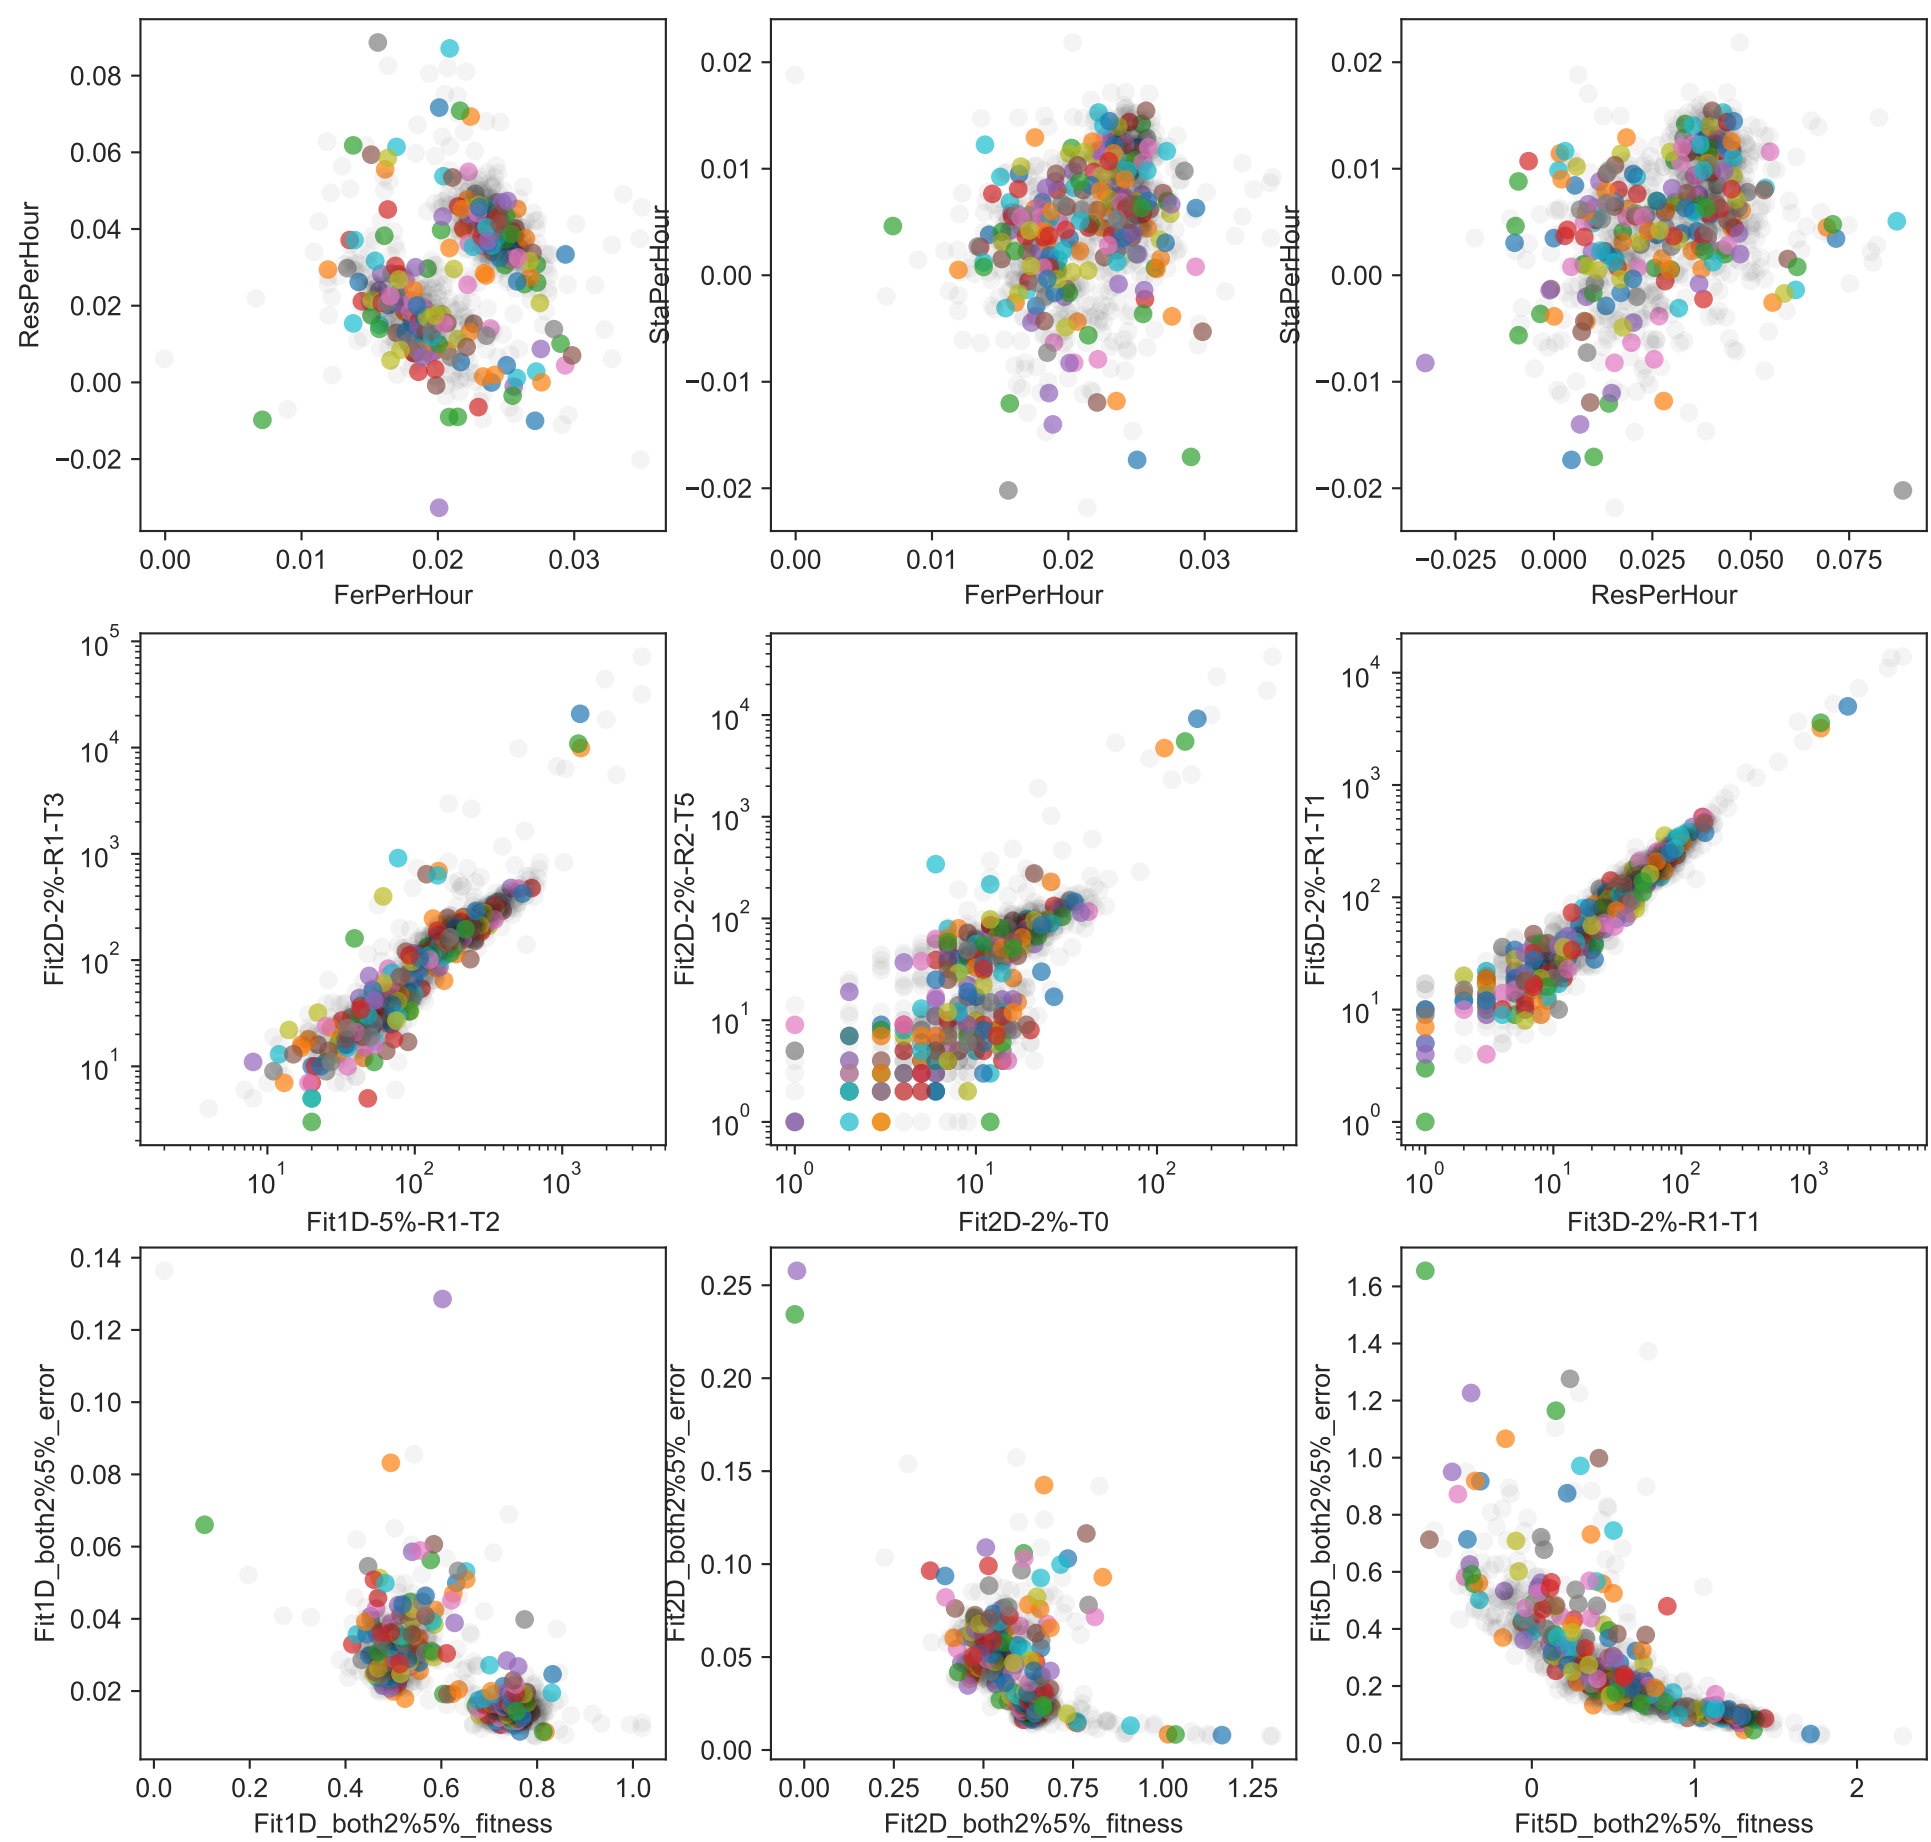 0.08
0.06
0.04
0.02
0.00
−0.02
ResPerHour
0.00 0.01 0.02 0.03
FerPerHour
0.02
0.01
0.00
−0.01
−0.02
StaPerHour
0.00 0.01 0.02 0.03
FerPerHour
0.02
0.01
0.00
−0.01
−0.02
StaPerHour
−0.025 0.000 0.025 0.050 0.075
ResPerHour
10^5
10^4
10^3
10^2
10^1
Fit2D-2%-R1-T3
10^1 10^2 10^3
Fit1D-5%-R1-T2
10^4
10^3
10^2
10^1
10^0
Fit2D-2%-R2-T5
10^0 10^1 10^2
Fit2D-2%-T0
10^4
10^3
10^2
10^1
10^0
Fit5D-2%-R1-T1
10^0 10^1 10^2 10^3
Fit3D-2%-R1-T1
0.14
0.12
0.10
0.08
0.06
0.04
0.02
Fit1D_both2%5%_error
0.0 0.2 0.4 0.6 0.8 1.0
Fit1D_both2%5%_fitness
0.25
0.20
0.15
0.10
0.05
0.00
Fit2D_both2%5%_error
0.00 0.25 0.50 0.75 1.00 1.25
Fit2D_both2%5%_fitness
1.6
1.4
1.2
1.0
0.8
0.6
0.4
0.2
0.0
Fit5D_both2%5%_error
0 1 2
Fit5D_both2%5%_fitness